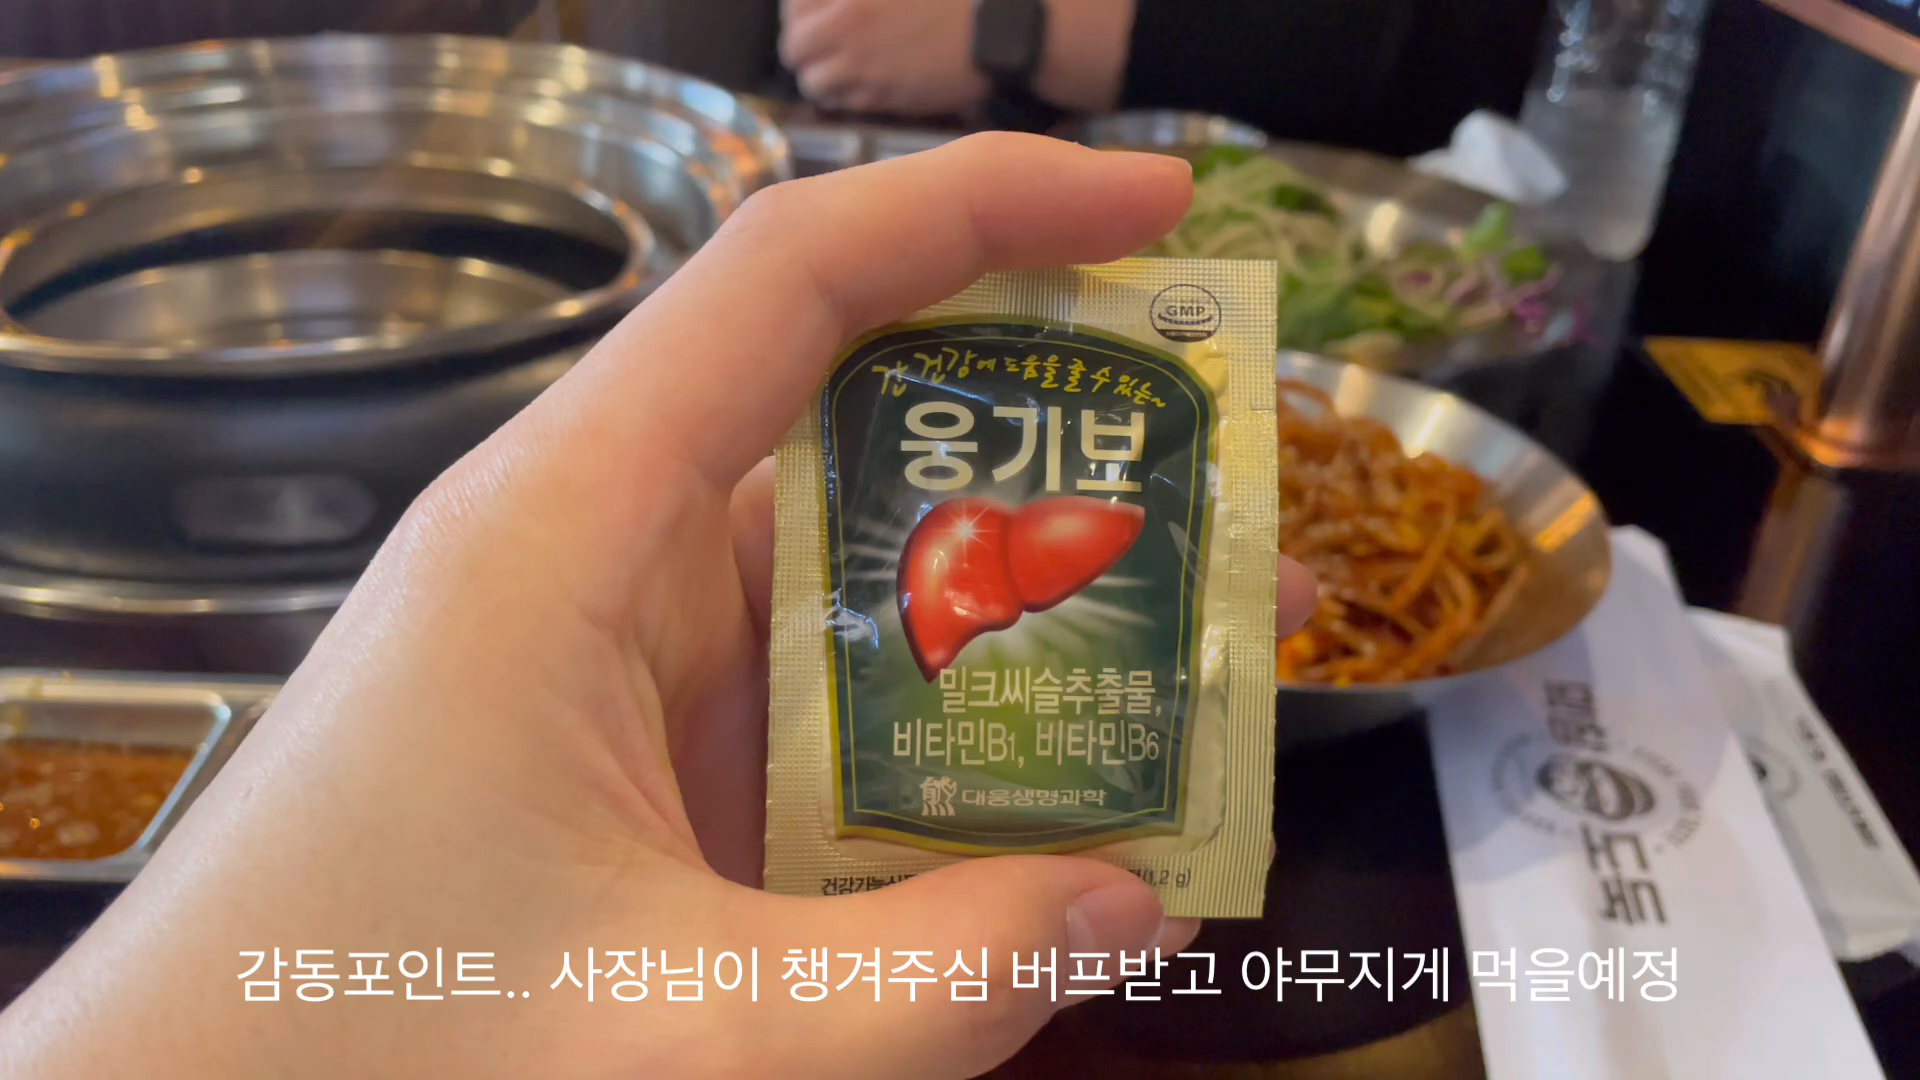 GMP
간 건강에 도움을 줄 수 있는~
웅기보
밀크씨슬추출물,
비타민B1, 비타민B6
대웅생명과학
(1.2 g)
감동포인트.. 사장님이 챙겨주심 버프받고 야무지게 먹을예정